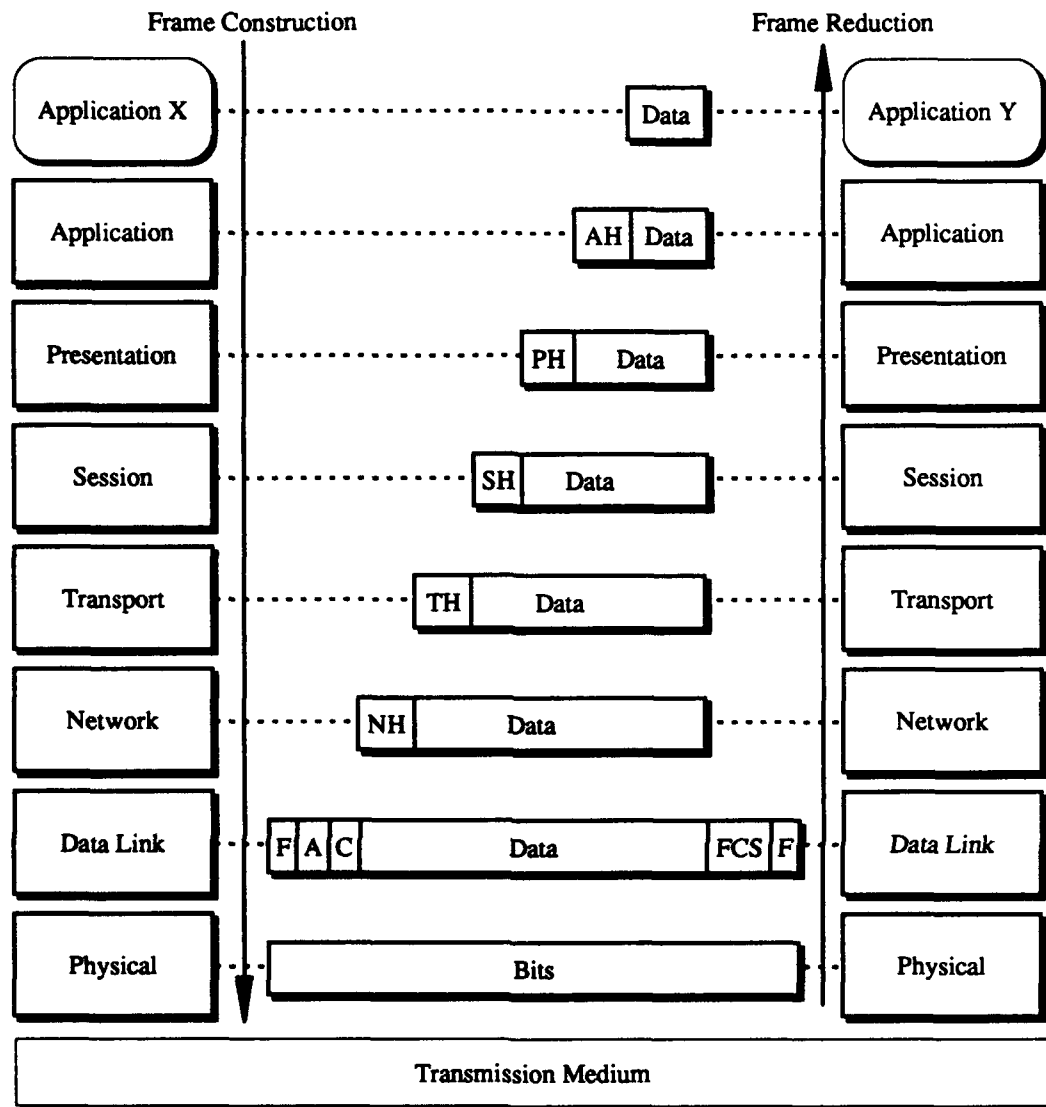 Frame Construction Frame Reduction
Application X Data Application Y
Application AH Data Application
Presentation PH Data Presentation
Session SH Data Session
Transport TH Data Transport
Network NH Data Network
Data Link F A C Data FCS F Data Link
Physical Bits Physical
Transmission Medium